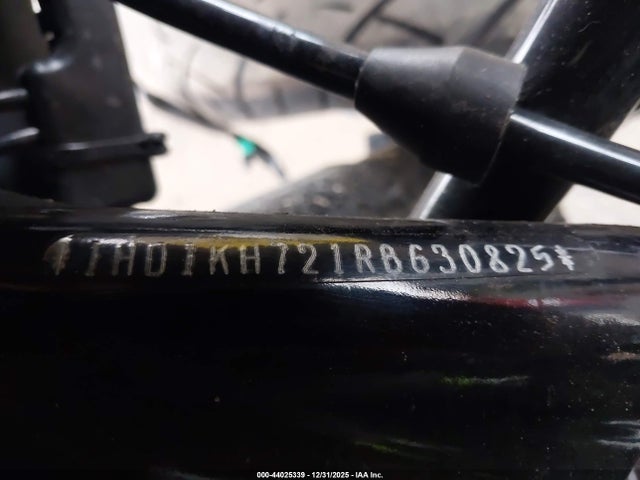 *1HD1KH721RB630825*
000-44025339 - 12/31/2025 - IAA Inc.